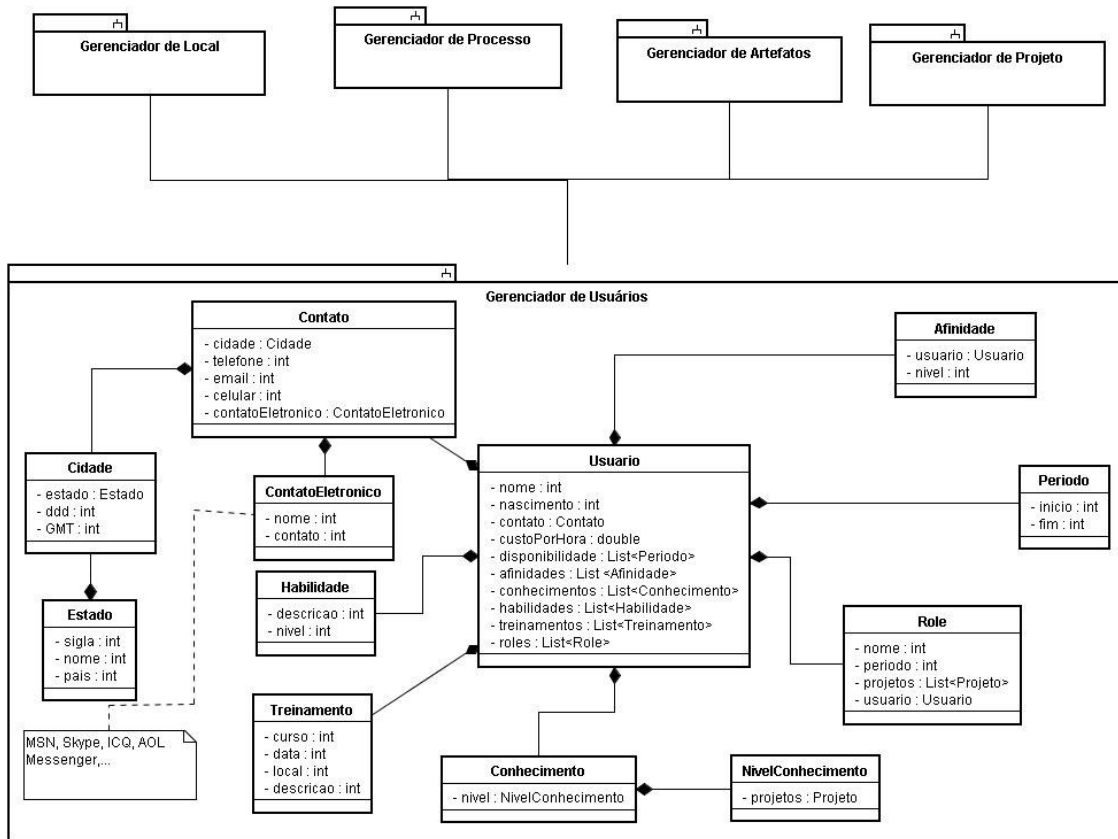 Gerenciador de Local
Gerenciador de Processo
Gerenciador de Artefatos
Gerenciador de Projeto
Gerenciador de Usuários
Contato
- cidade : Cidade
- telefone : int
- email : int
- celular : int
- contatoEletronico : ContatoEletronico
Afinidade
- usuario : Usuario
- nivel : int
Cidade
- estado : Estado
- ddd : int
- GMT : int
ContatoEletronico
- nome : int
- contato : int
Usuario
- nome : int
- nascimento : int
- contato : Contato
- custoPorHora : double
- disponibilidade : List<Periodo>
- afinidades : List <Afinidade>
- conhecimentos : List<Conhecimento>
- habilidades : List<Habilidade>
- treinamentos : List<Treinamento>
- roles : List<Role>
Periodo
- inicio : int
- fim : int
Habilidade
- descricao : int
- nivel : int
Estado
- sigla : int
- nome : int
- pais : int
Role
- nome : int
- periodo : int
- projetos : List<Projeto>
- usuario : Usuario
Treinamento
- curso : int
- data : int
- local : int
- descricao : int
MSN, Skype, ICQ, AOL
Messenger,...
Conhecimento
- nivel : NivelConhecimento
NivelConhecimento
- projetos : Projeto